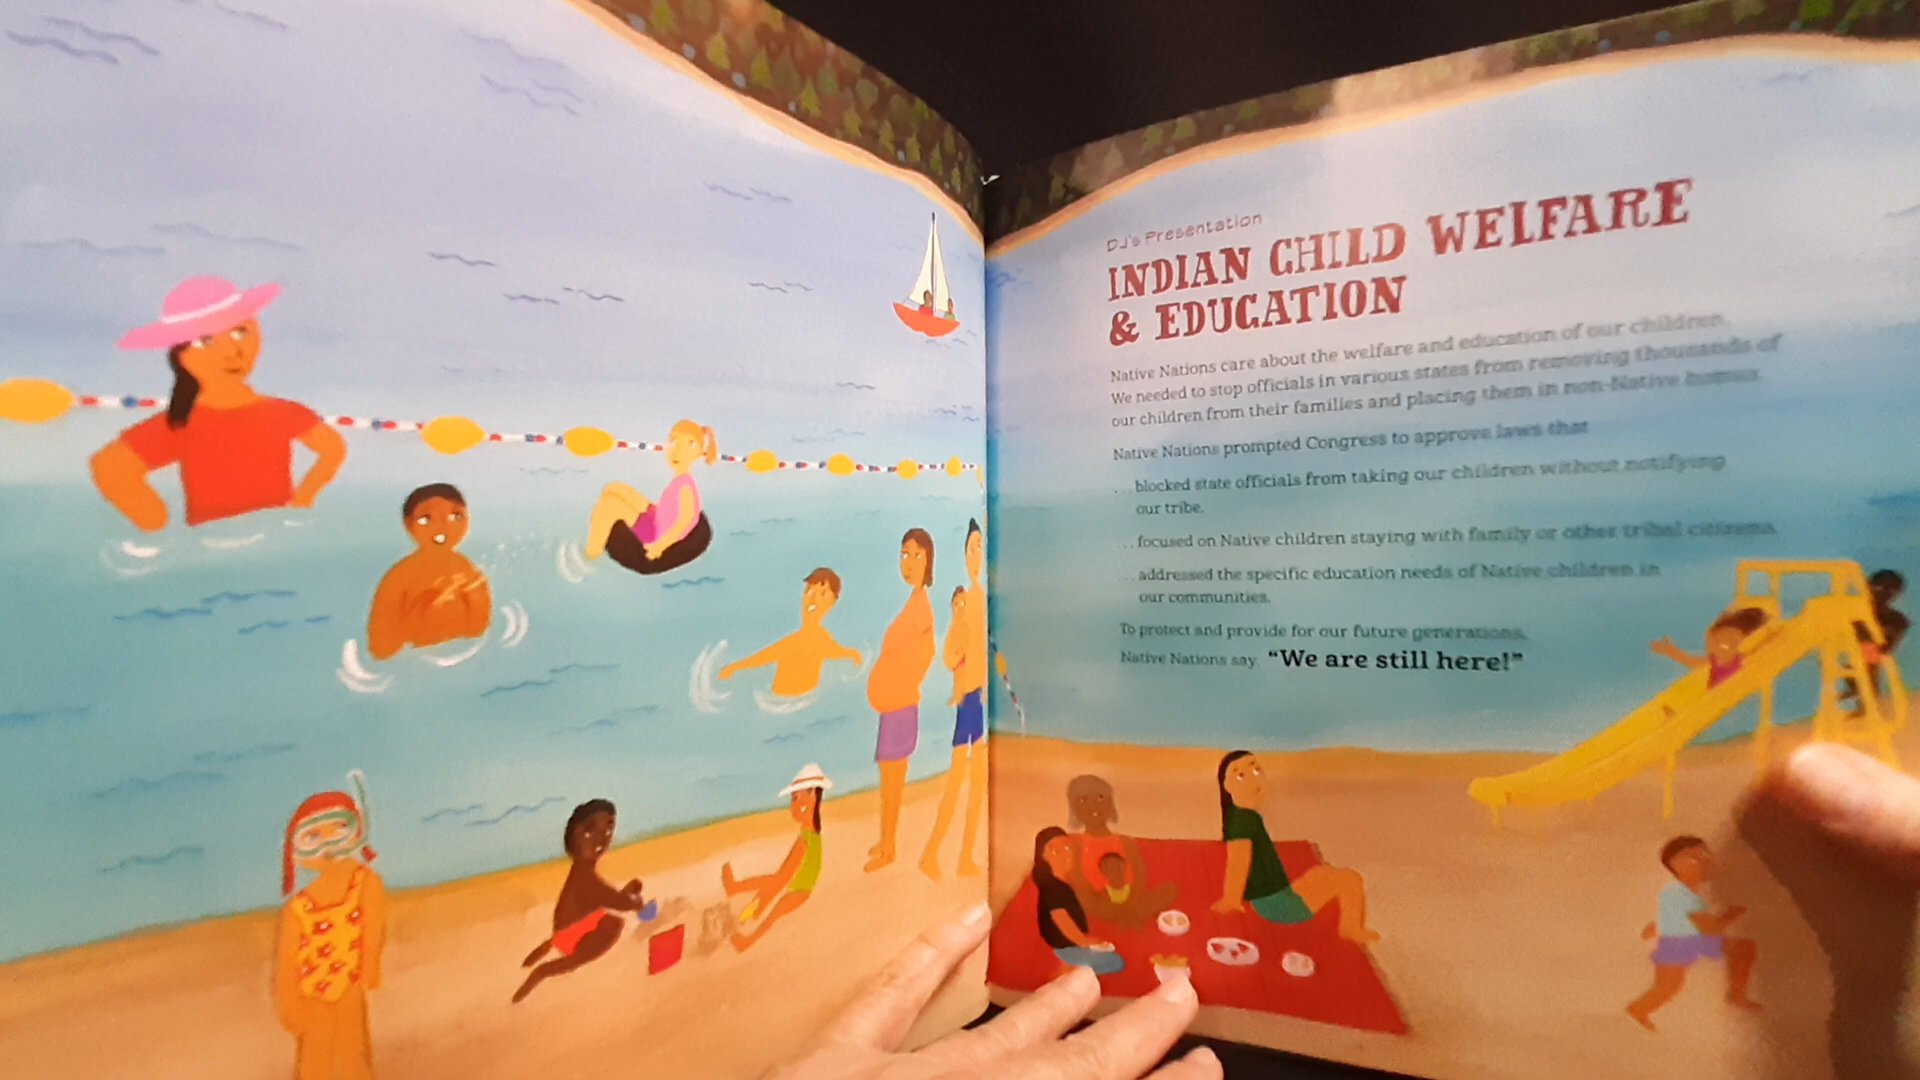 DJ's Presentation
INDIAN CHILD WELFARE
& EDUCATION
Native Nations care about the welfare and education of our children.
We needed to stop officials in various states from removing thousands of
our children from their families and placing them in non-Native homes.
Native Nations prompted Congress to approve laws that
. . . blocked state officials from taking our children without notifying
our tribe.
. . . focused on Native children staying with family or other tribal citizens.
. . . addressed the specific education needs of Native children in
our communities.
To protect and provide for our future generations,
Native Nations say, “We are still here!”